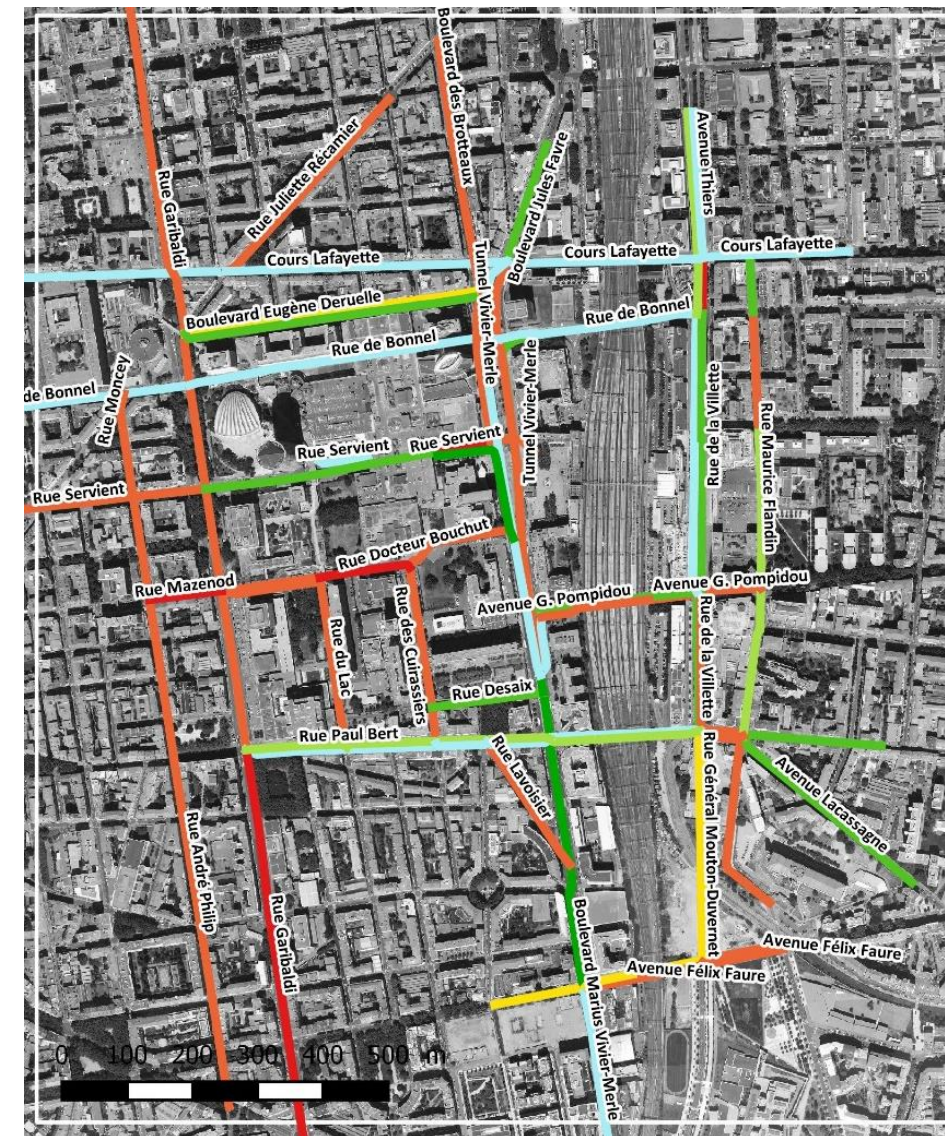 Boulevard des Brotteaux
Avenue Thiers
Boulevard Jules Favre
Rue Juliette Récamier
Rue Garibaldi
Cours Lafayette
Cours Lafayette
Cours Lafayette
Tunnel Vivier-Merle
Boulevard Eugène Deruelle
Rue de Bonnel
Rue de Bonnel
de Bonnel
Rue Moncey
Tunnel Vivier-Merle
Rue de la Villette
Rue Maurice Flandin
Rue Servient
Rue Servient
Rue Servient
Rue Docteur Bouchut
Rue Mazenod
Avenue G. Pompidou
Avenue G. Pompidou
Rue du Lac
Rue des Cuirassiers
Rue de la Villette
Rue Desaix
Rue Paul Bert
Rue Lavoisier
Rue Général Mouton-Duvernet
Avenue Lacassagne
Rue André Philip
Rue Garibaldi
Boulevard Marius Vivier-Merle
Avenue Félix Faure
Avenue Félix Faure
0 100 200 300 400 500 m